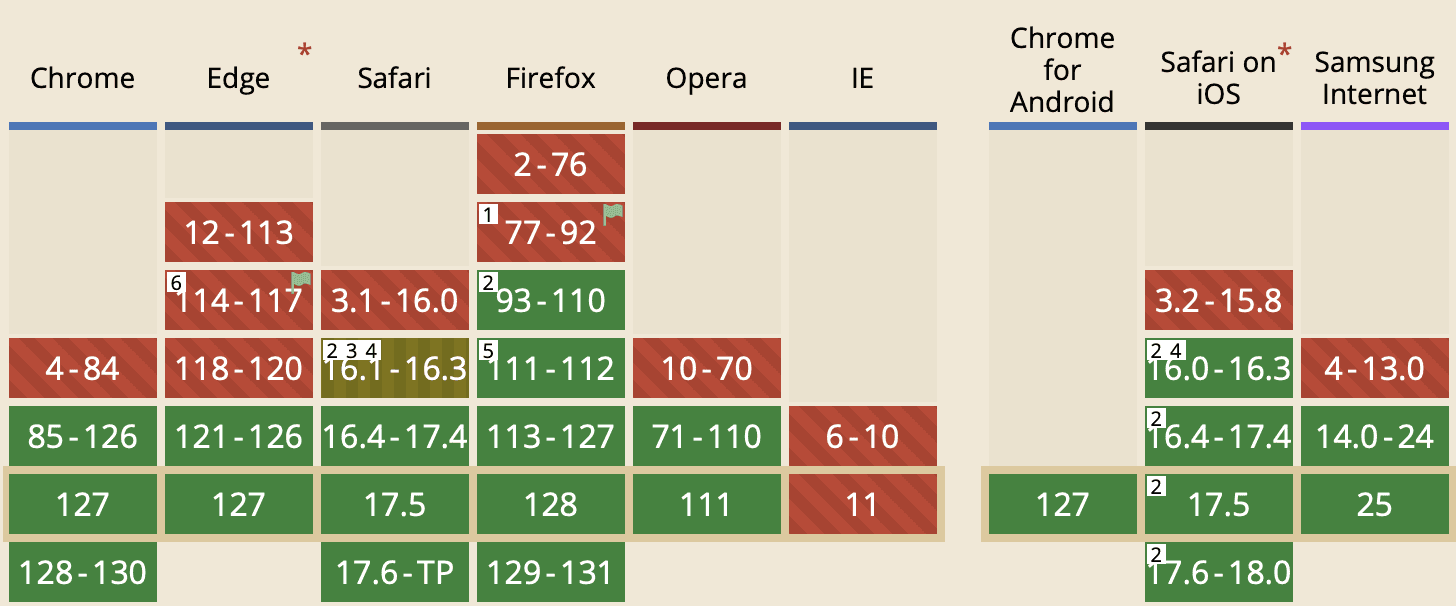 Chrome
Edge *
Safari
Firefox
Opera
IE
Chrome
for
Android
Safari on *
iOS
Samsung
Internet
2-76
12-113
1 77-92
6 114-117
3.1-16.0
2 93-110
3.2-15.8
4-84
118-120
2 3 4 16.1-16.3
5 111-112
10-70
2 4 16.0-16.3
4-13.0
85-126
121-126
16.4-17.4
113-127
71-110
6-10
2 16.4-17.4
14.0-24
127
127
17.5
128
111
11
127
2 17.5
25
128-130
17.6-TP
129-131
2 17.6-18.0